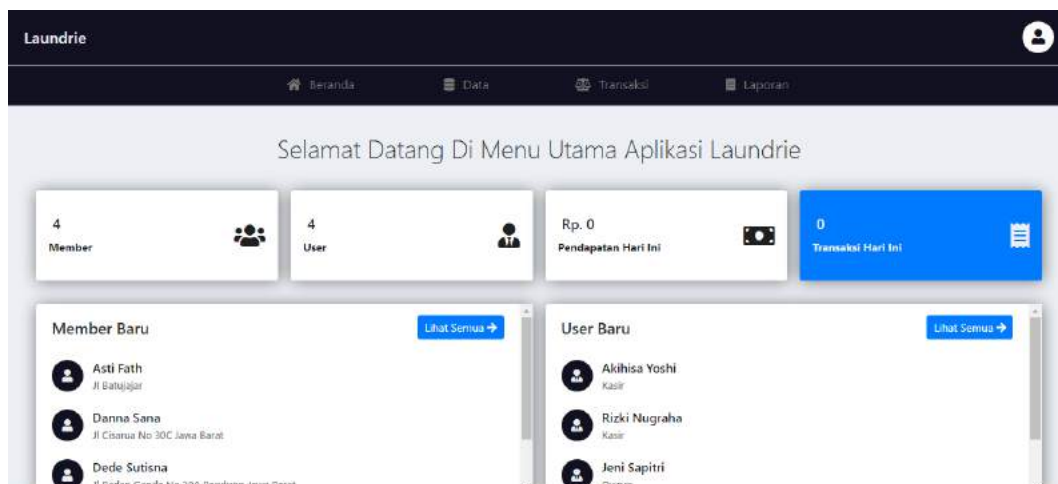 Laundrie
Beranda Data Transaksi Laporan
Selamat Datang Di Menu Utama Aplikasi Laundrie
4
Member
4
User
Rp. 0
Pendapatan Hari Ini
0
Transaksi Hari Ini
Member Baru
Lihat Semua
Asti Fath
Jl Batujajar
Danna Sana
Jl Cisarua No 30C Jawa Barat
Dede Sutisna
User Baru
Lihat Semua
Akihisa Yoshi
Kasir
Rizki Nugraha
Kasir
Jeni Sapitri